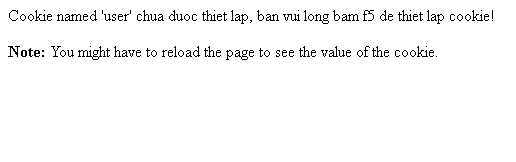 Cookie named 'user' chua duoc thiet lap, ban vui long bam f5 de thiet lap cookie!
Note: You might have to reload the page to see the value of the cookie.